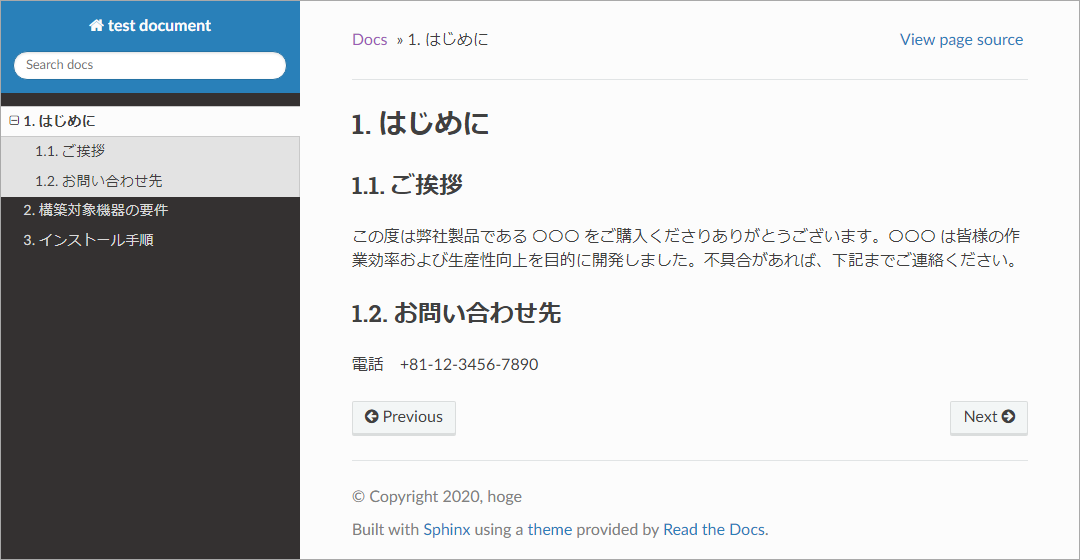 test document
Search docs
1. はじめに
1.1. ご挨拶
1.2. お問い合わせ先
2. 構築対象機器の要件
3. インストール手順
Docs » 1. はじめに
View page source
1. はじめに
1.1. ご挨拶
この度は弊社製品である 〇〇〇 をご購入くださりありがとうございます。〇〇〇 は皆様の作
業効率および生産性向上を目的に開発しました。不具合があれば、下記までご連絡ください。
1.2. お問い合わせ先
電話　+81-12-3456-7890
Previous
Next
© Copyright 2020, hoge
Built with Sphinx using a theme provided by Read the Docs.